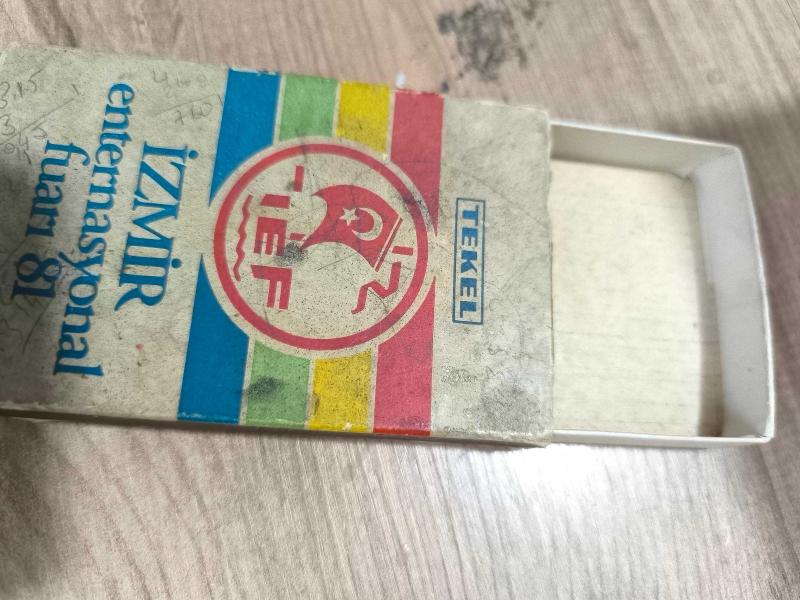 TEKEL
İZ
İEF
İZMİR
enternasyonal
fuarı 81